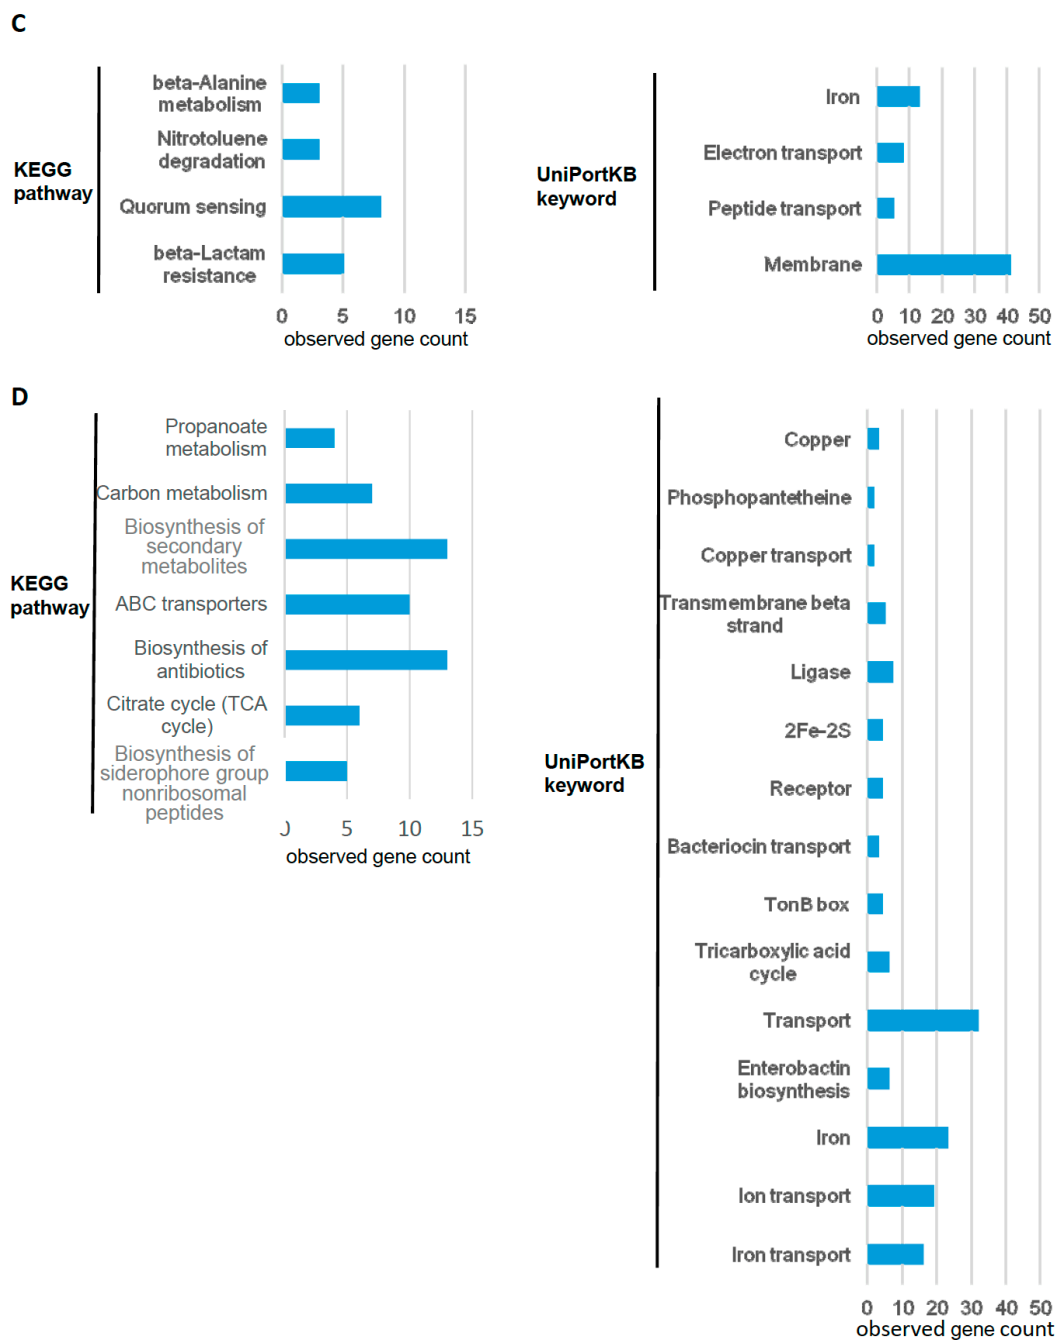 C
beta-Alanine
metabolism
Nitrotoluene
degradation
KEGG
pathway
Quorum sensing
beta-Lactam
resistance
0 5 10 15
observed gene count
Iron
Electron transport
UniPortKB
keyword
Peptide transport
Membrane
0 10 20 30 40 50
observed gene count
D
Propanoate
metabolism
Carbon metabolism
Biosynthesis of
secondary
metabolites
KEGG
pathway
ABC transporters
Biosynthesis of
antibiotics
Citrate cycle (TCA
cycle)
Biosynthesis of
siderophore group
nonribosomal
peptides
0 5 10 15
observed gene count
Copper
Phosphopantetheine
Copper transport
Transmembrane beta
strand
Ligase
2Fe-2S
UniPortKB
keyword
Receptor
Bacteriocin transport
TonB box
Tricarboxylic acid
cycle
Transport
Enterobactin
biosynthesis
Iron
Ion transport
Iron transport
0 10 20 30 40 50
observed gene count